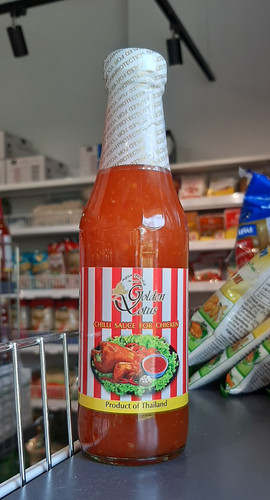 Golden
Lotus
CHILLI SAUCE FOR CHICKEN
Product of Thailand